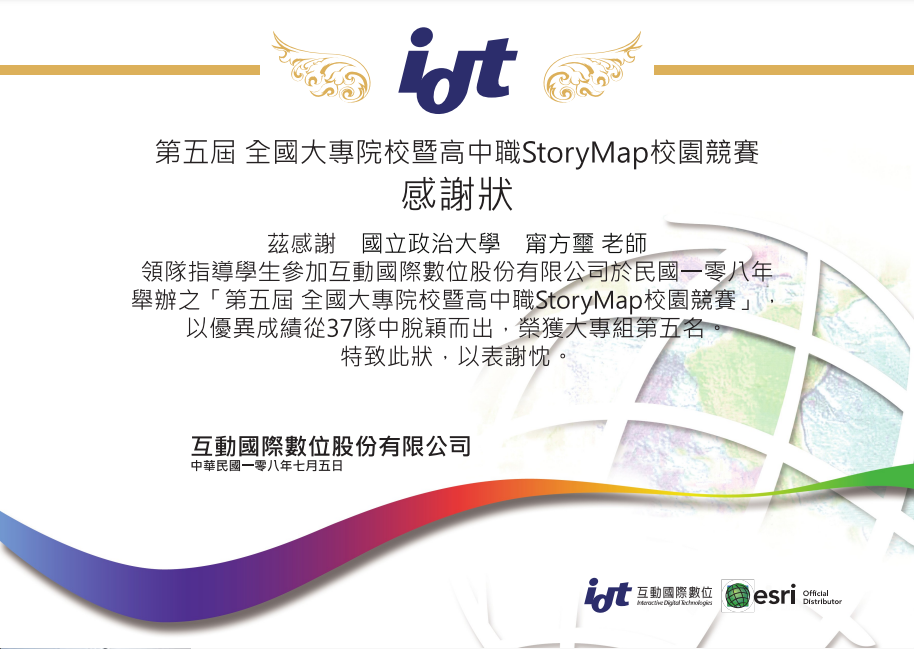 idt
第五屆 全國大專院校暨高中職StoryMap校園競賽
感謝狀
茲感謝 國立政治大學 甯方璽 老師
領隊指導學生參加互動國際數位股份有限公司於民國一零八年
舉辦之「第五屆 全國大專院校暨高中職StoryMap校園競賽」，
以優異成績從37隊中脫穎而出，榮獲大專組第五名。
特致此狀，以表謝忱。
互動國際數位股份有限公司
中華民國一零八年七月五日
idt 互動國際數位 esri Official
Interactive Digital Technologies Distributor